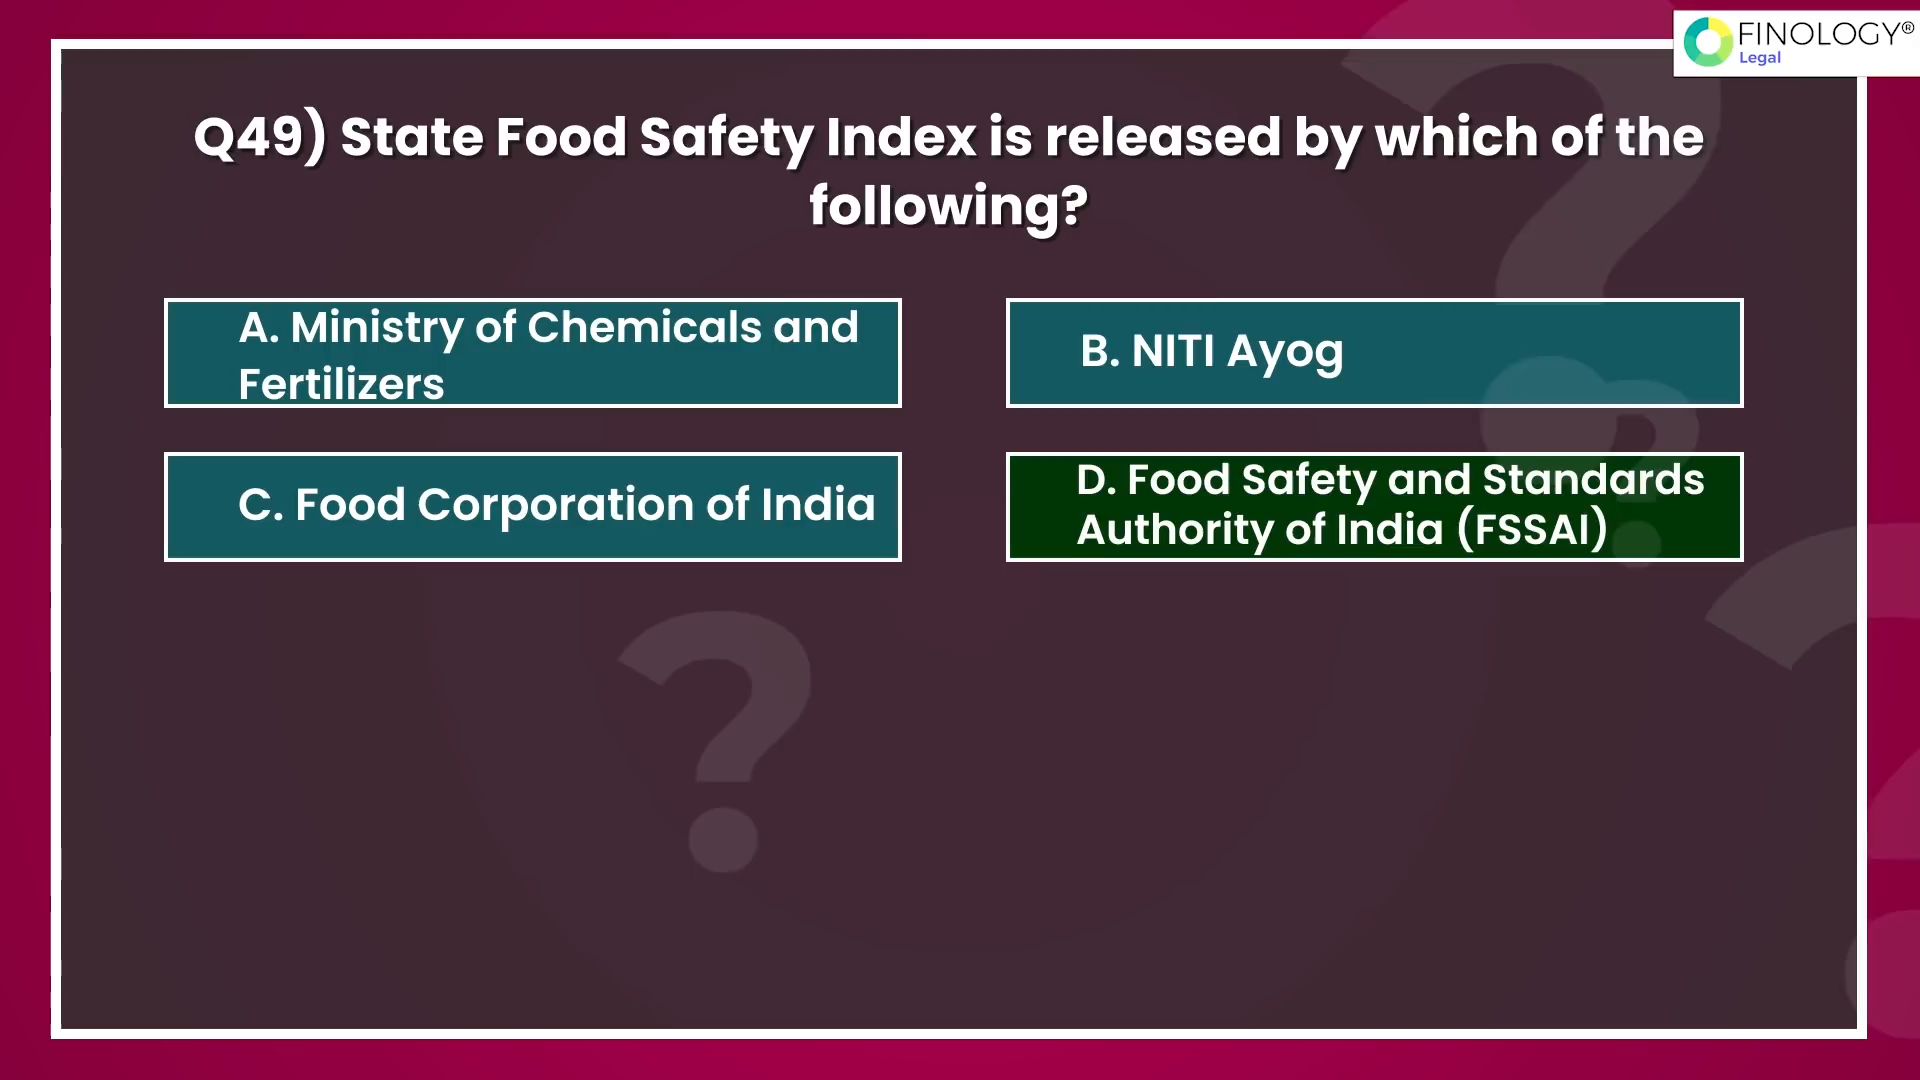 FINOLOGY®
Legal
Q49) State Food Safety Index is released by which of the
following?
A. Ministry of Chemicals and
Fertilizers
B. NITI Ayog
C. Food Corporation of India
D. Food Safety and Standards
Authority of India (FSSAI)